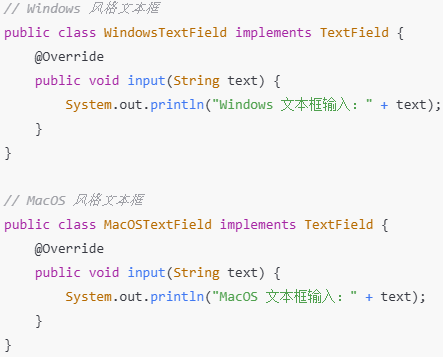 // Windows 风格文本框
public class WindowsTextField implements TextField {
    @Override
    public void input(String text) {
        System.out.println("Windows 文本框输入: " + text);
    }
}

// MacOS 风格文本框
public class MacOSTextField implements TextField {
    @Override
    public void input(String text) {
        System.out.println("MacOS 文本框输入: " + text);
    }
}